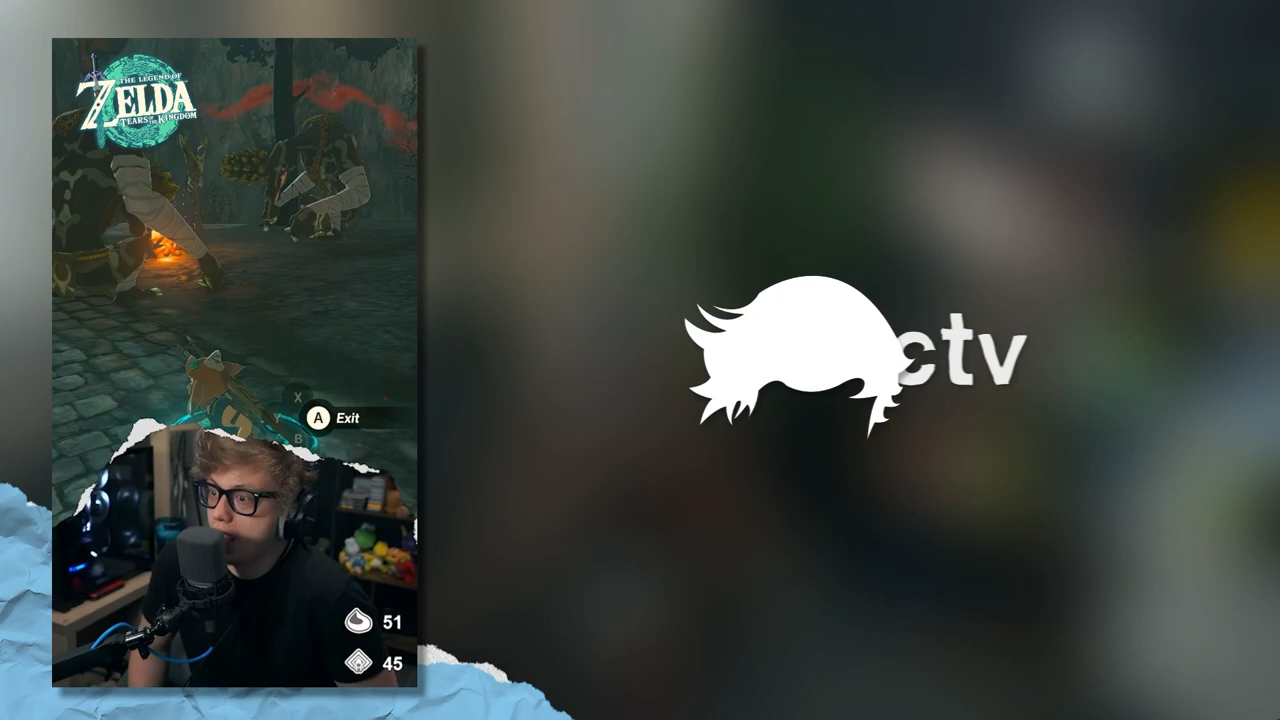 THE LEGEND OF
ZELDA
TEARS OF THE KINGDOM
X
A Exit
B
51
45
ctv